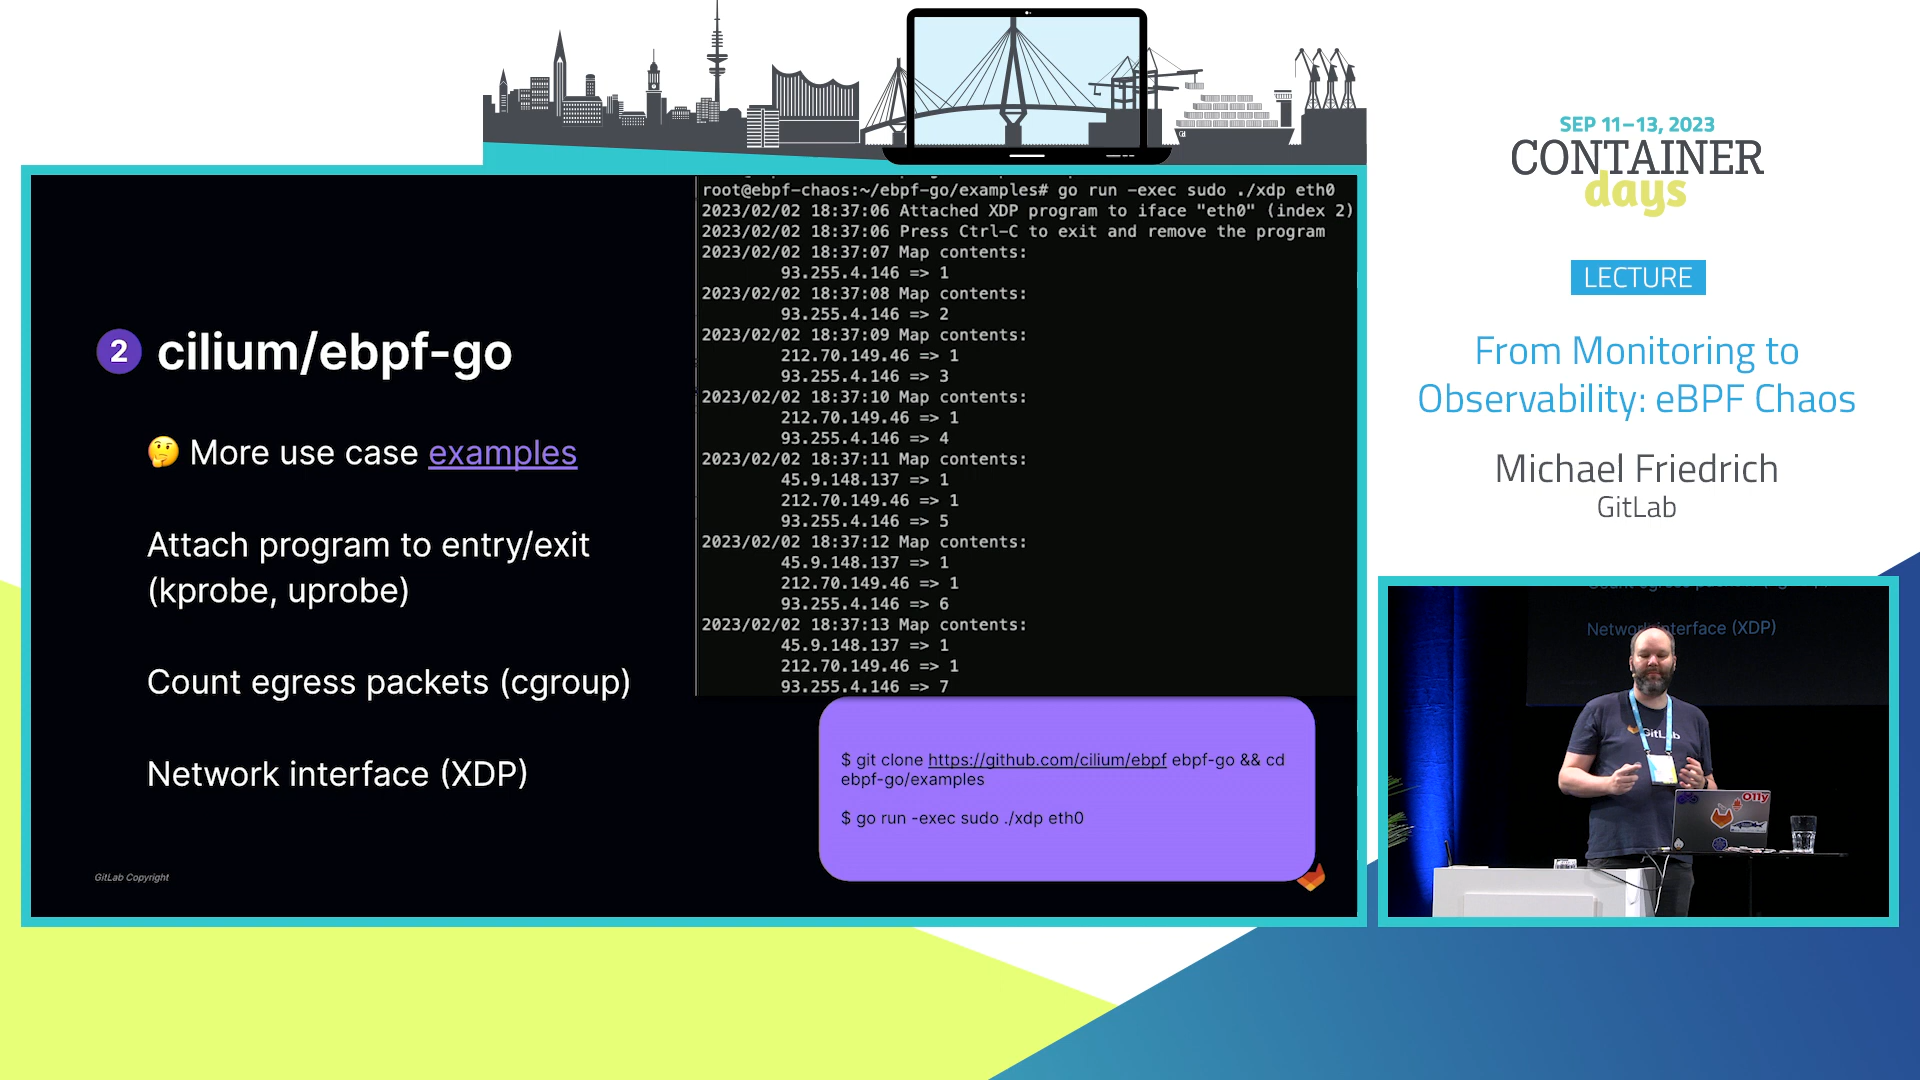 SEP 11–13, 2023
CONTAINER
days
LECTURE
From Monitoring to
Observability: eBPF Chaos
Michael Friedrich
GitLab
2 cilium/ebpf-go
🤔 More use case examples
Attach program to entry/exit
(kprobe, uprobe)
Count egress packets (cgroup)
Network interface (XDP)
GitLab Copyright
root@ebpf-chaos:~/ebpf-go/examples# go run -exec sudo ./xdp eth0
2023/02/02 18:37:06 Attached XDP program to iface "eth0" (index 2)
2023/02/02 18:37:06 Press Ctrl-C to exit and remove the program
2023/02/02 18:37:07 Map contents:
93.255.4.146 => 1
2023/02/02 18:37:08 Map contents:
93.255.4.146 => 2
2023/02/02 18:37:09 Map contents:
212.70.149.46 => 1
93.255.4.146 => 3
2023/02/02 18:37:10 Map contents:
212.70.149.46 => 1
93.255.4.146 => 4
2023/02/02 18:37:11 Map contents:
45.9.148.137 => 1
212.70.149.46 => 1
93.255.4.146 => 5
2023/02/02 18:37:12 Map contents:
45.9.148.137 => 1
212.70.149.46 => 1
93.255.4.146 => 6
2023/02/02 18:37:13 Map contents:
45.9.148.137 => 1
212.70.149.46 => 1
93.255.4.146 => 7
$ git clone https://github.com/cilium/ebpf ebpf-go && cd
ebpf-go/examples
$ go run -exec sudo ./xdp eth0
Network interface (XDP)
GitLab
O11y